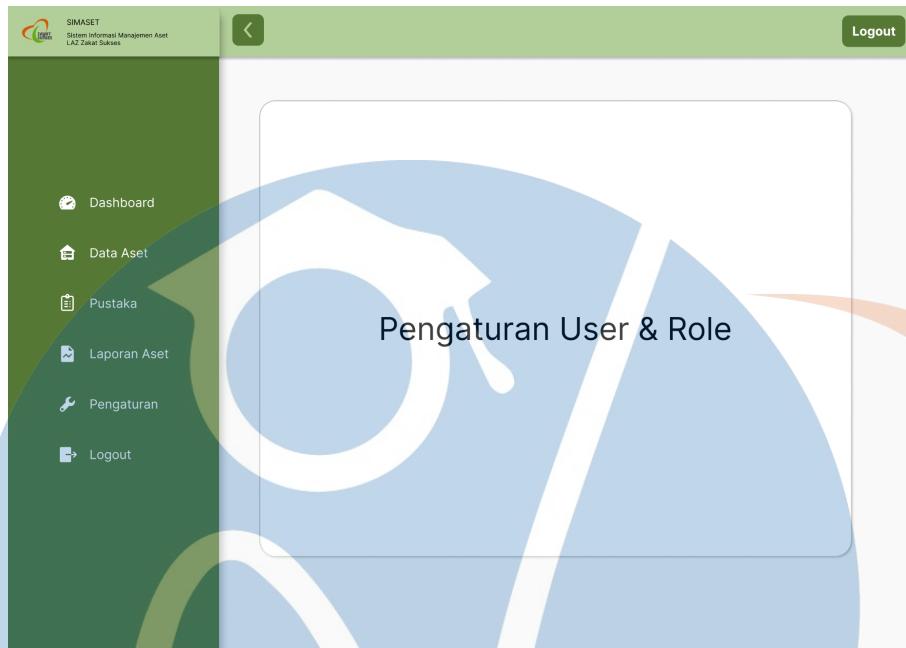 SIMASET
Sistem Informasi Manajemen Aset
LAZ Zakat Sukses
Logout
Dashboard
Data Aset
Pustaka
Laporan Aset
Pengaturan
Logout
Pengaturan User & Role